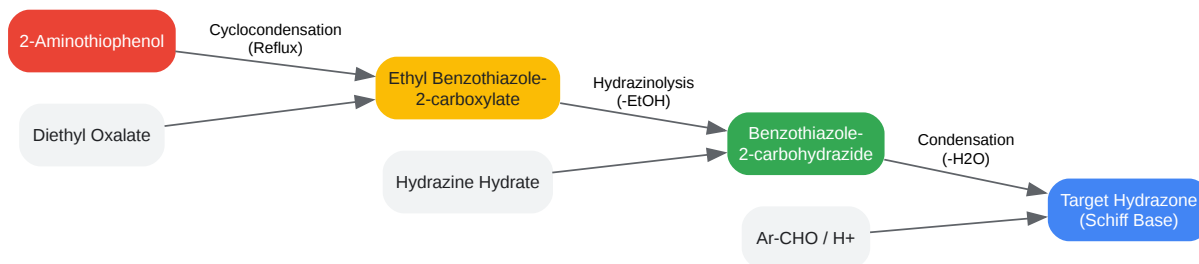 2-Aminothiophenol
Diethyl Oxalate
Cyclocondensation
(Reflux)
Ethyl Benzothiazole-
2-carboxylate
Hydrazine Hydrate
Hydrazinolysis
(-EtOH)
Benzothiazole-
2-carbohydrazide
Ar-CHO / H+
Condensation
(-H2O)
Target Hydrazone
(Schiff Base)